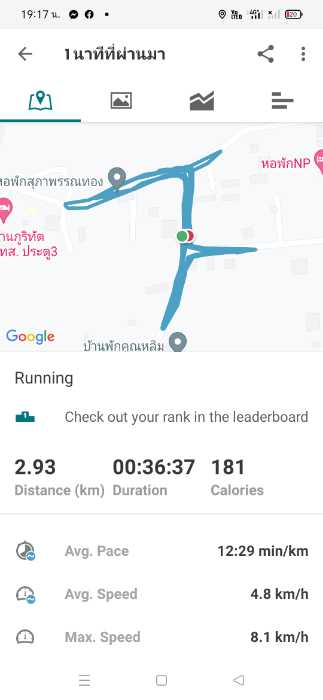 19:17 น.
4G
20
1 นาทีที่ผ่านมา
หอพักNP
หอพักสุภาพรรณทอง
านภูริทัต
ทส. ประตู3
Google
บ้านพักคุณหลิม
Running
1
Check out your rank in the leaderboard
2.93 00:36:37 181
Distance (km) Duration Calories
Avg. Pace 12:29 min/km
Avg. Speed 4.8 km/h
Max. Speed 8.1 km/h